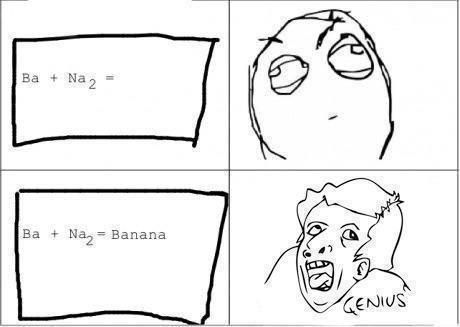 Ba + Na₂ =
Ba + Na₂ = Banana
GENIUS